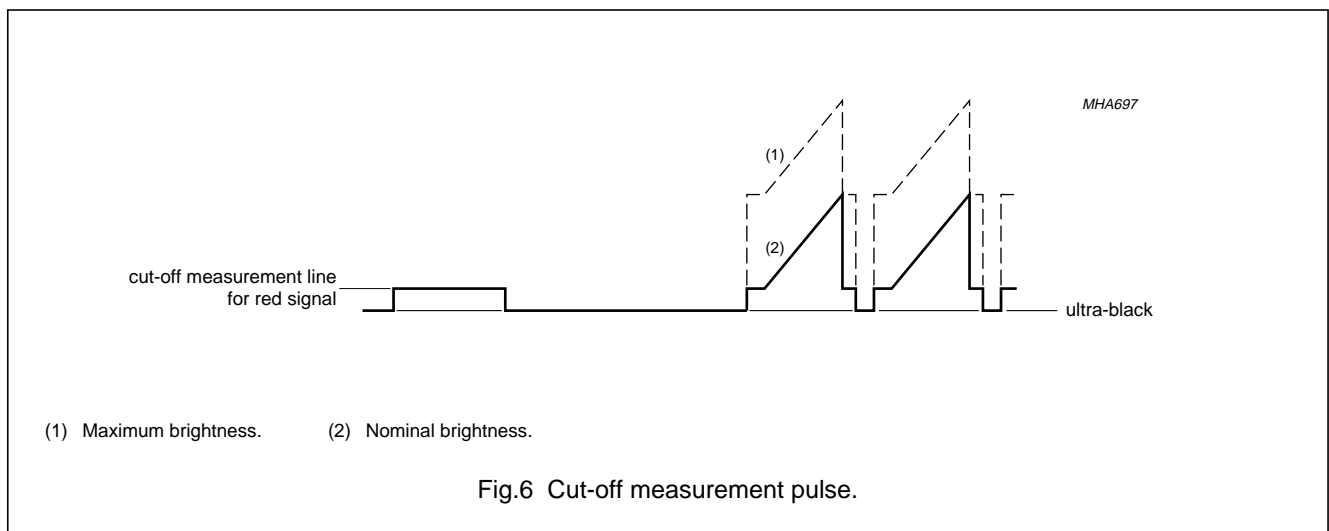 MHA697
(1)
(2)
cut-off measurement line
for red signal
ultra-black
(1) Maximum brightness. (2) Nominal brightness.
Fig.6 Cut-off measurement pulse.